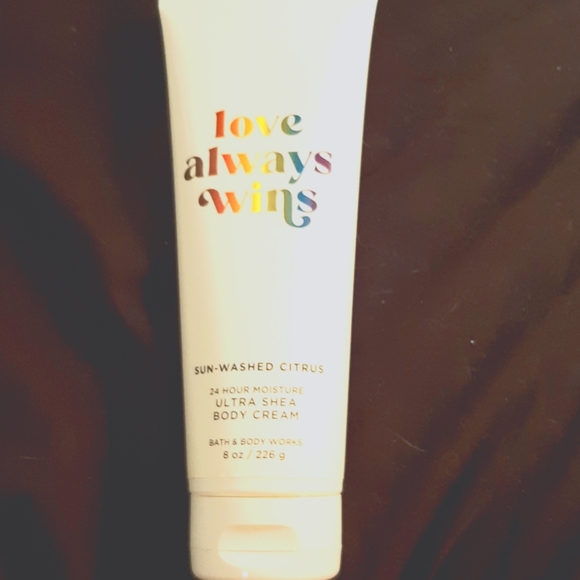 love
always
wins
SUN-WASHED CITRUS
24 HOUR MOISTURE
ULTRA SHEA
BODY CREAM
BATH & BODY WORKS
8 oz / 226 g